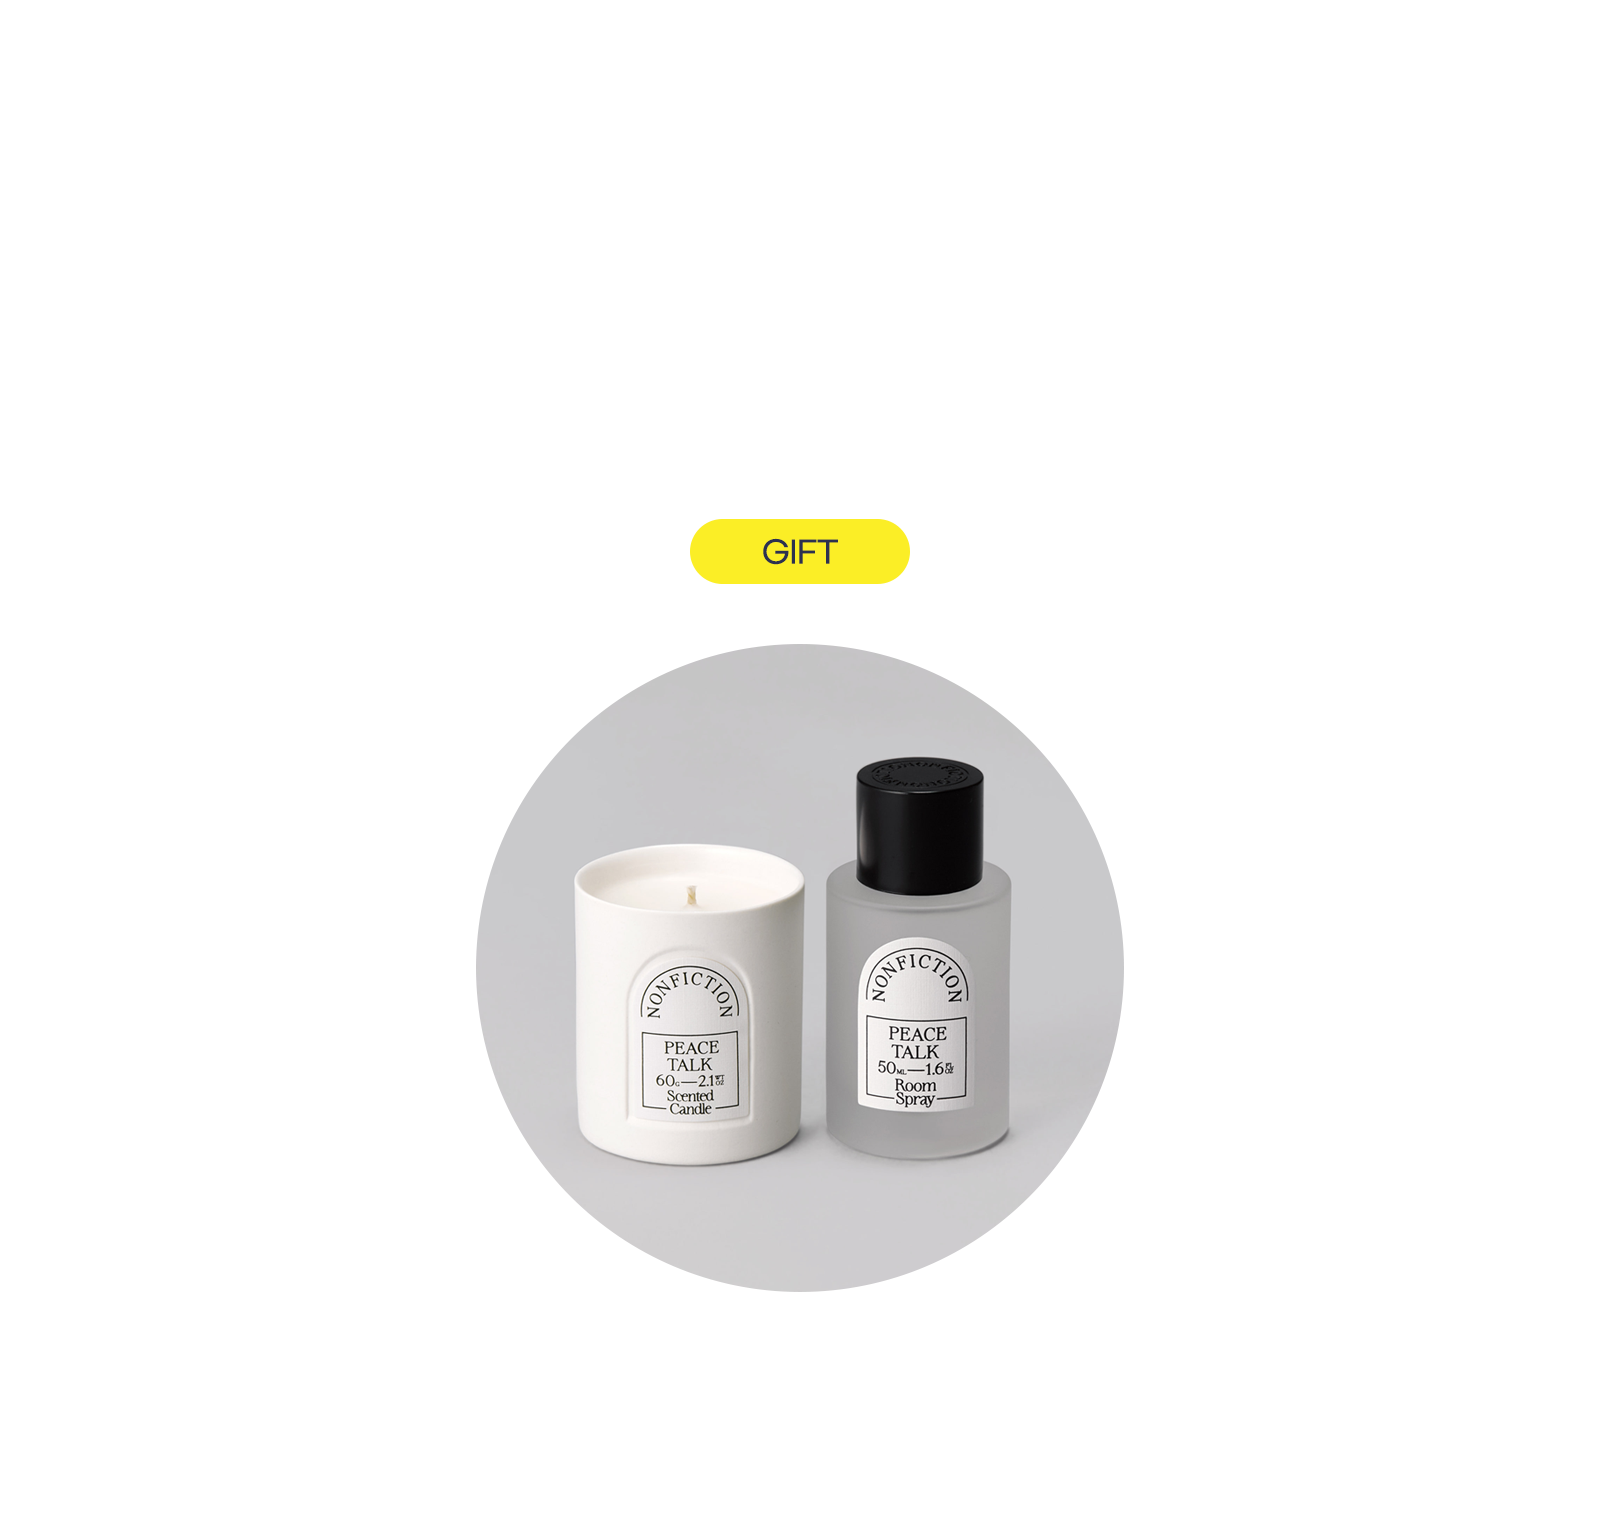 GIFT
NONFICTION
PEACE
TALK
60G—2.1 WT OZ
Scented
Candle
NONFICTION
PEACE
TALK
50ML—1.6 Fl OZ
Room
Spray